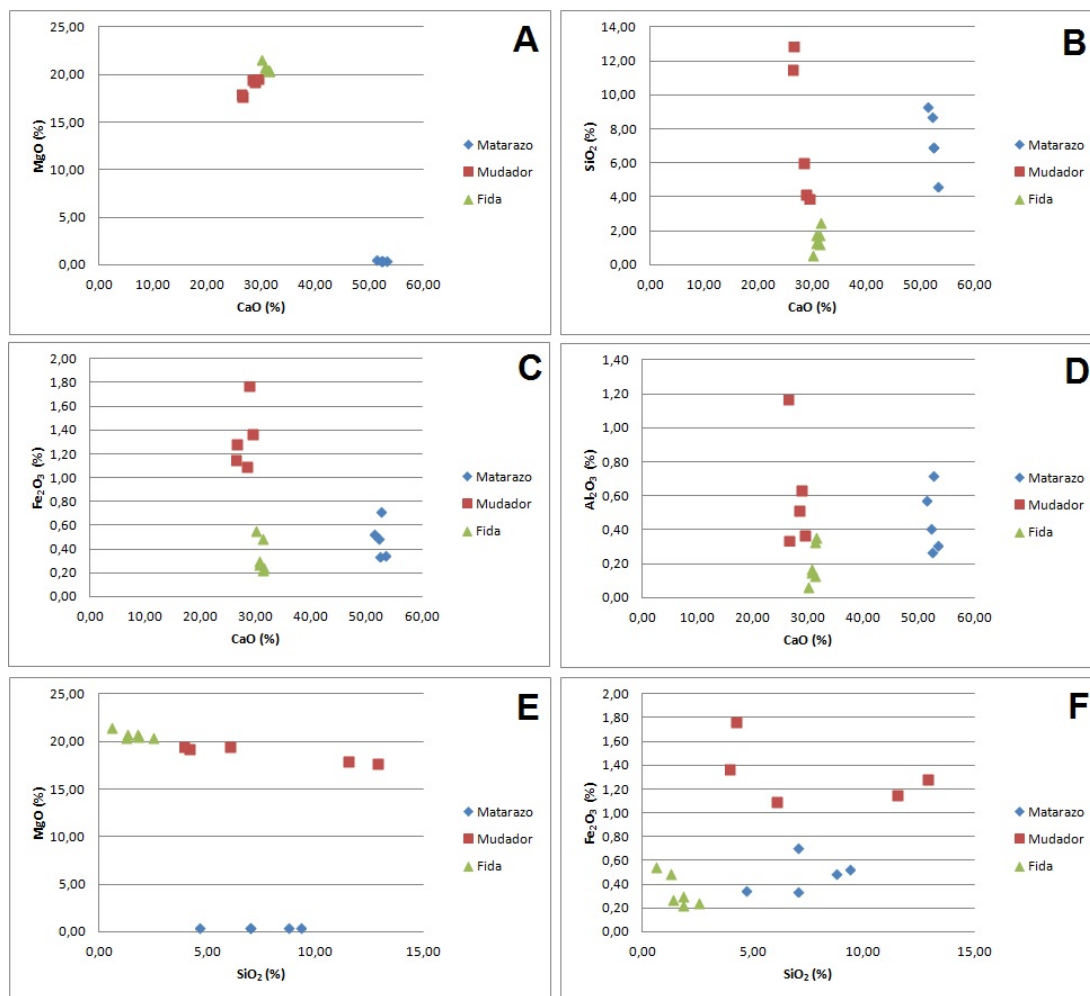 A
25,00
20,00
15,00
10,00
5,00
0,00
MgO (%)
0,00 10,00 20,00 30,00 40,00 50,00 60,00
CaO (%)
Matarazo
Mudador
Fida
B
14,00
12,00
10,00
8,00
6,00
4,00
2,00
0,00
SiO₂ (%)
0,00 10,00 20,00 30,00 40,00 50,00 60,00
CaO (%)
Matarazo
Mudador
Fida
C
2,00
1,80
1,60
1,40
1,20
1,00
0,80
0,60
0,40
0,20
0,00
Fe₂O₃ (%)
0,00 10,00 20,00 30,00 40,00 50,00 60,00
CaO (%)
Matarazo
Mudador
Fida
D
1,40
1,20
1,00
0,80
0,60
0,40
0,20
0,00
Al₂O₃ (%)
0,00 10,00 20,00 30,00 40,00 50,00 60,00
CaO (%)
Matarazo
Mudador
Fida
E
25,00
20,00
15,00
10,00
5,00
0,00
MgO (%)
0,00 5,00 10,00 15,00
SiO₂ (%)
Matarazo
Mudador
Fida
F
2,00
1,80
1,60
1,40
1,20
1,00
0,80
0,60
0,40
0,20
0,00
Fe₂O₃ (%)
0,00 5,00 10,00 15,00
SiO₂ (%)
Matarazo
Mudador
Fida